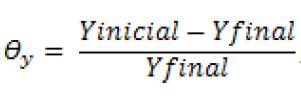 θy = Yinicial − Yfinal / Yfinal